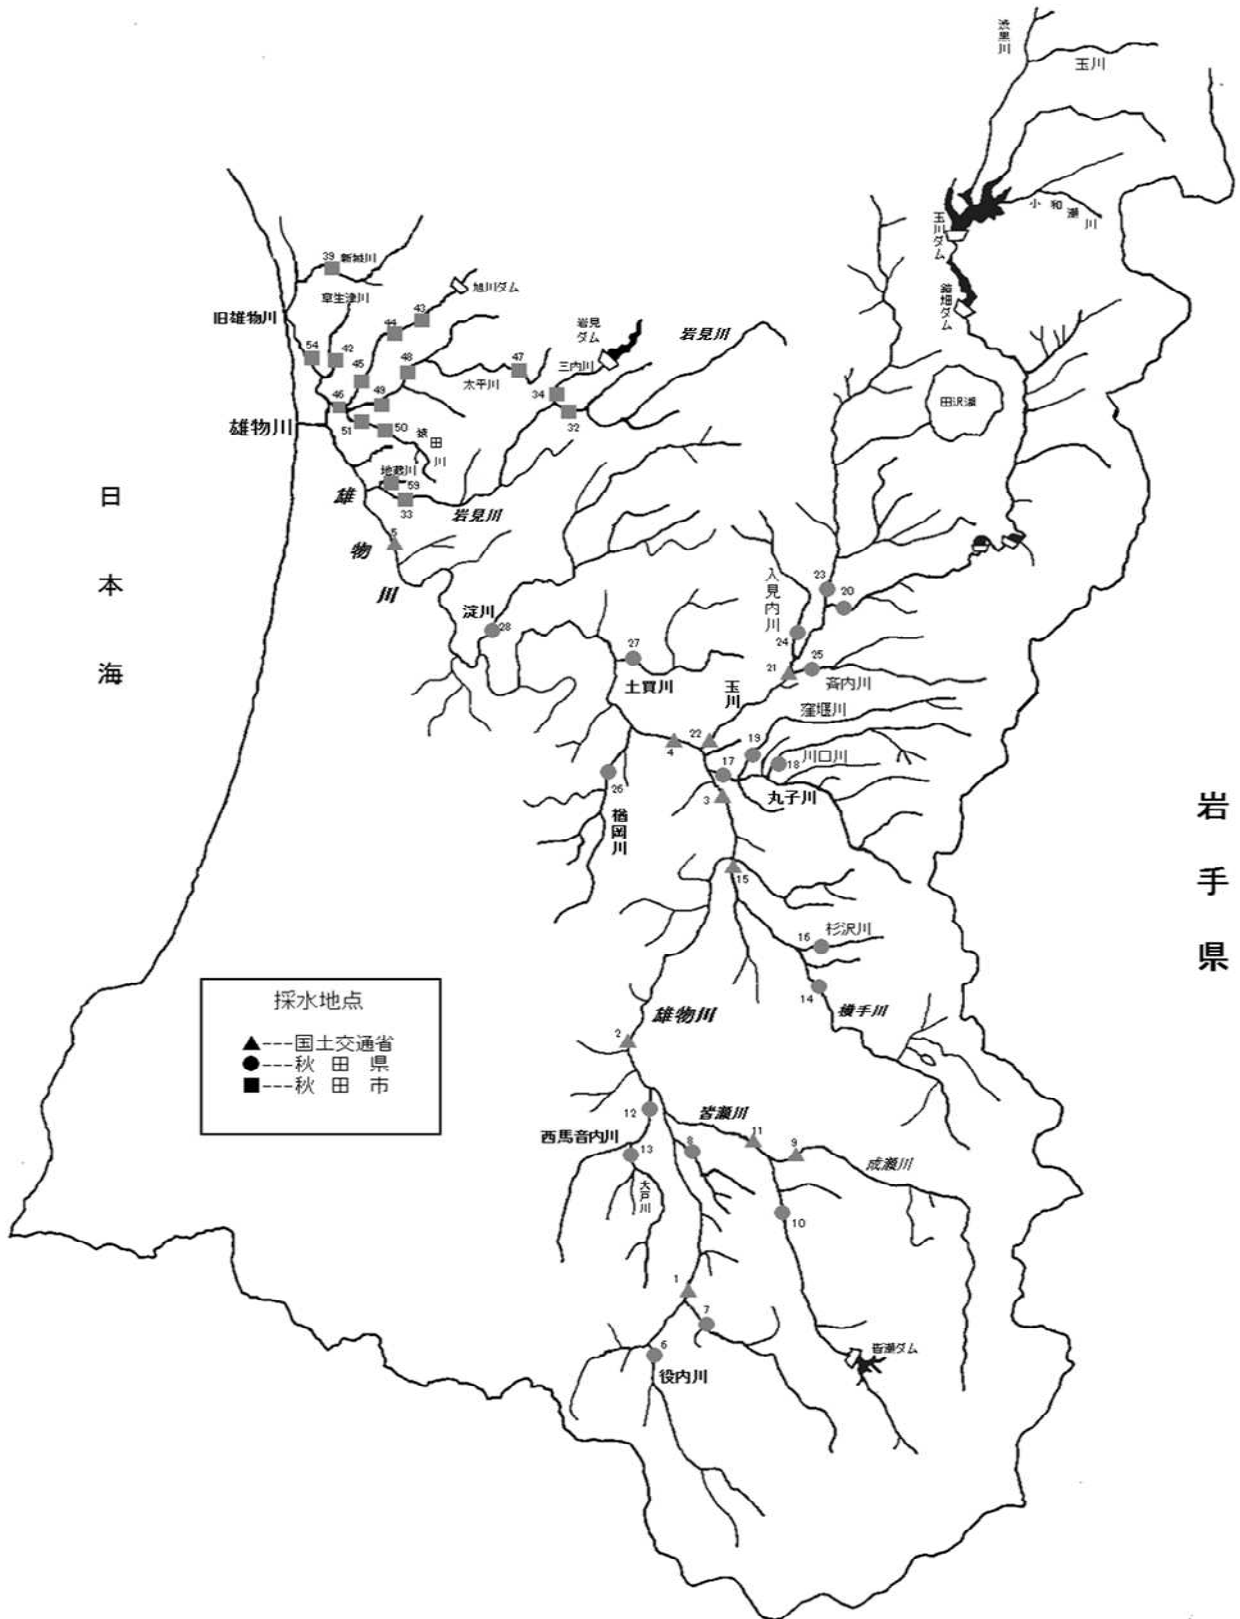 渋黒川
玉川
小和瀬川
玉川ダム
鎧畑ダム
39 新城川
草生津川
旭川ダム
旧雄物川
43
44
岩見ダム
岩見川
54
42
45
48
47
三内川
太平川
34
46
49
32
田沢湖
雄物川
51
50
猿田川
地蔵川
59
33
岩見川
雄物川
5
日本海
入見内川
23
20
淀川
28
24
27
21
25
斉内川
土買川
玉川
窪堰川
4
22
19
17
18 川口川
26
3
丸子川
楢岡川
岩手県
15
16 杉沢川
14
横手川
採水地点
▲---国土交通省
●---秋 田 県
■---秋 田 市
雄物川
2
12
皆瀬川
11
西馬音内川
13
8
9
成瀬川
大戸川
10
1
7
6
役内川
皆瀬ダム